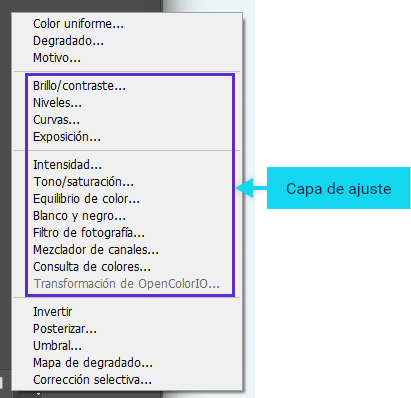 Color uniforme...
Degradado...
Motivo...
Brillo/contraste...
Niveles...
Curvas...
Exposición...
Intensidad...
Tono/saturación...
Equilibrio de color...
Blanco y negro...
Filtro de fotografía...
Mezclador de canales...
Consulta de colores...
Transformación de OpenColorIO...
Invertir
Posterizar...
Umbral...
Mapa de degradado...
Corrección selectiva...
Capa de ajuste